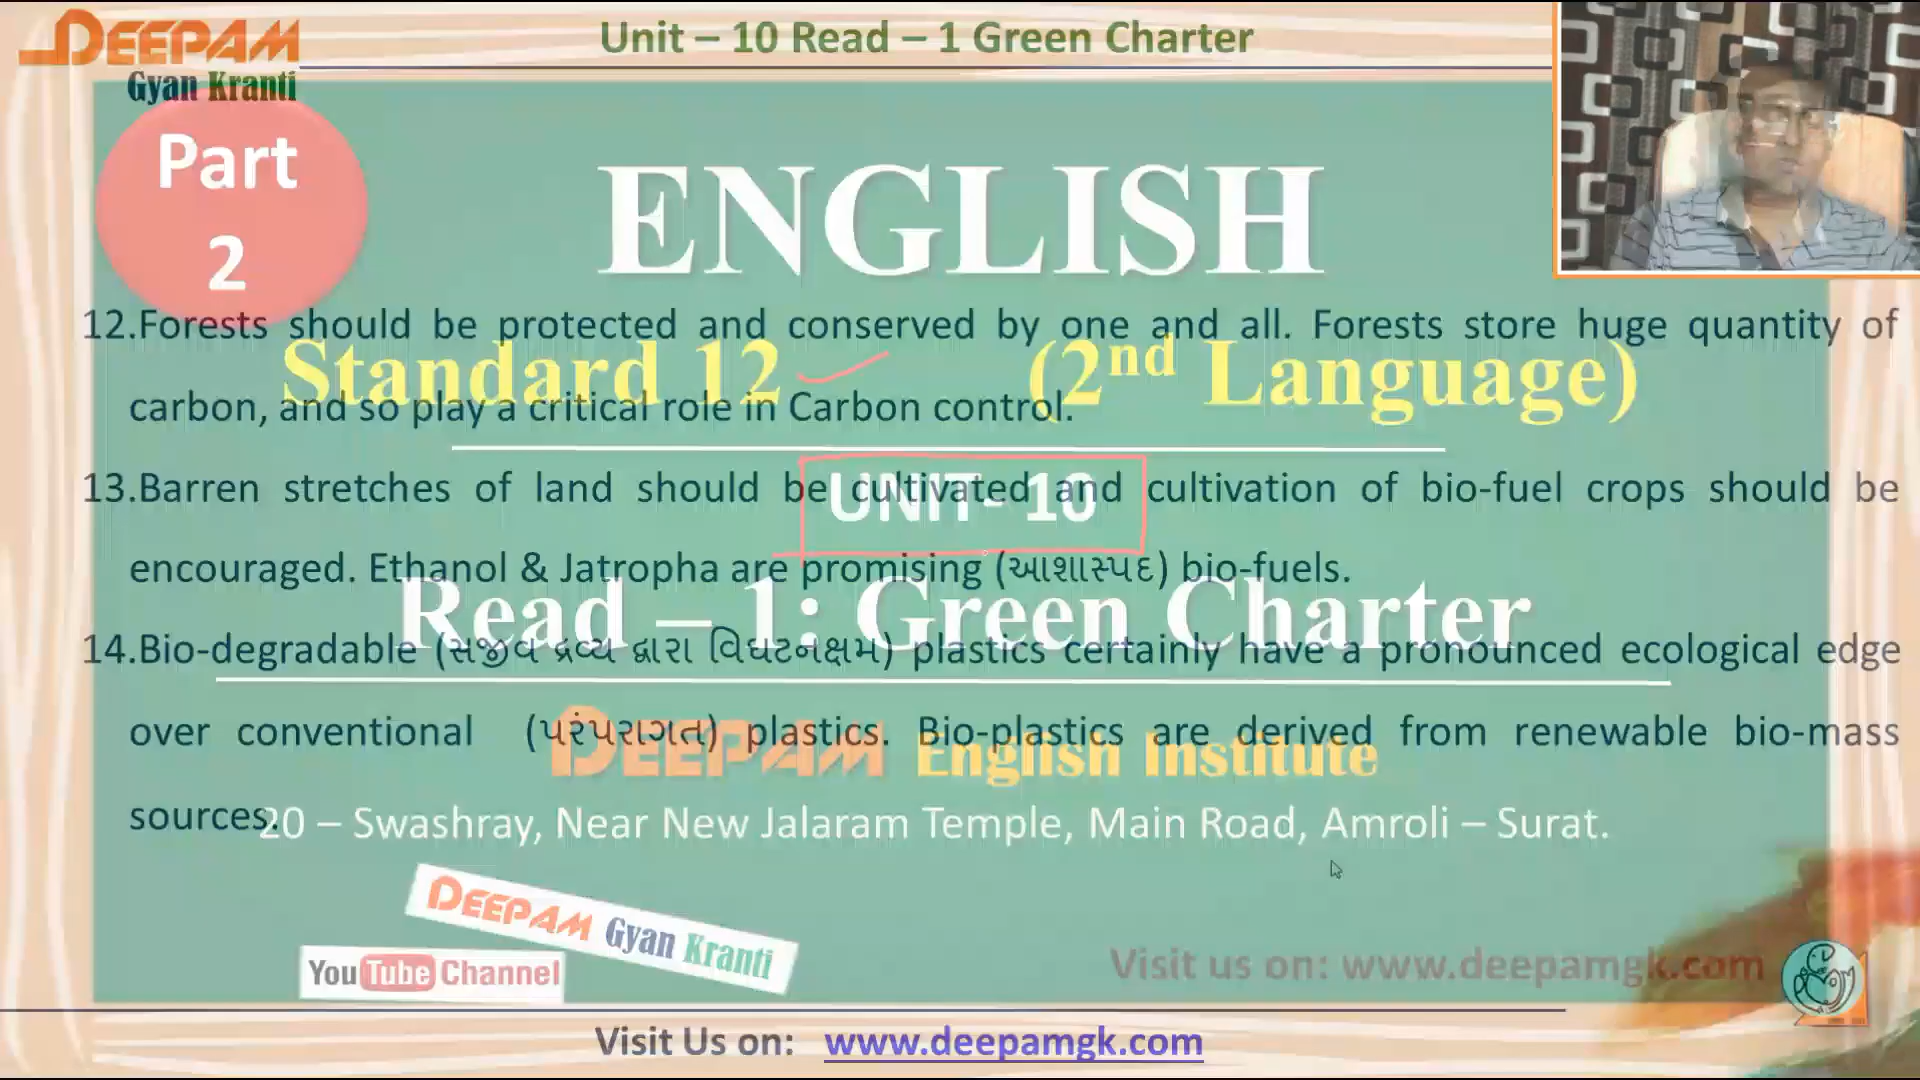 DEEPAM
Gyan Kranti
Unit – 10 Read – 1 Green Charter
Part
2
ENGLISH
12.Forests should be protected and conserved by one and all. Forests store huge quantity of
Standard 12 (2nd Language)
carbon, and so play a critical role in Carbon control.
13.Barren stretches of land should be cultivated and cultivation of bio-fuel crops should be
UNIT- 10
encouraged. Ethanol & Jatropha are promising (આશાસ્પદ) bio-fuels.
Read – 1: Green Charter
14.Bio-degradable (સજીવ દ્રવ્ય દ્વારા વિઘટનક્ષમ) plastics certainly have a pronounced ecological edge
over conventional (પરંપરાગત) plastics. Bio-plastics are derived from renewable bio-mass
DEEPAM English Institute
sources.
20 – Swashray, Near New Jalaram Temple, Main Road, Amroli – Surat.
DEEPAM Gyan Kranti
YouTube Channel
Visit us on: www.deepamgk.com
Visit Us on: www.deepamgk.com